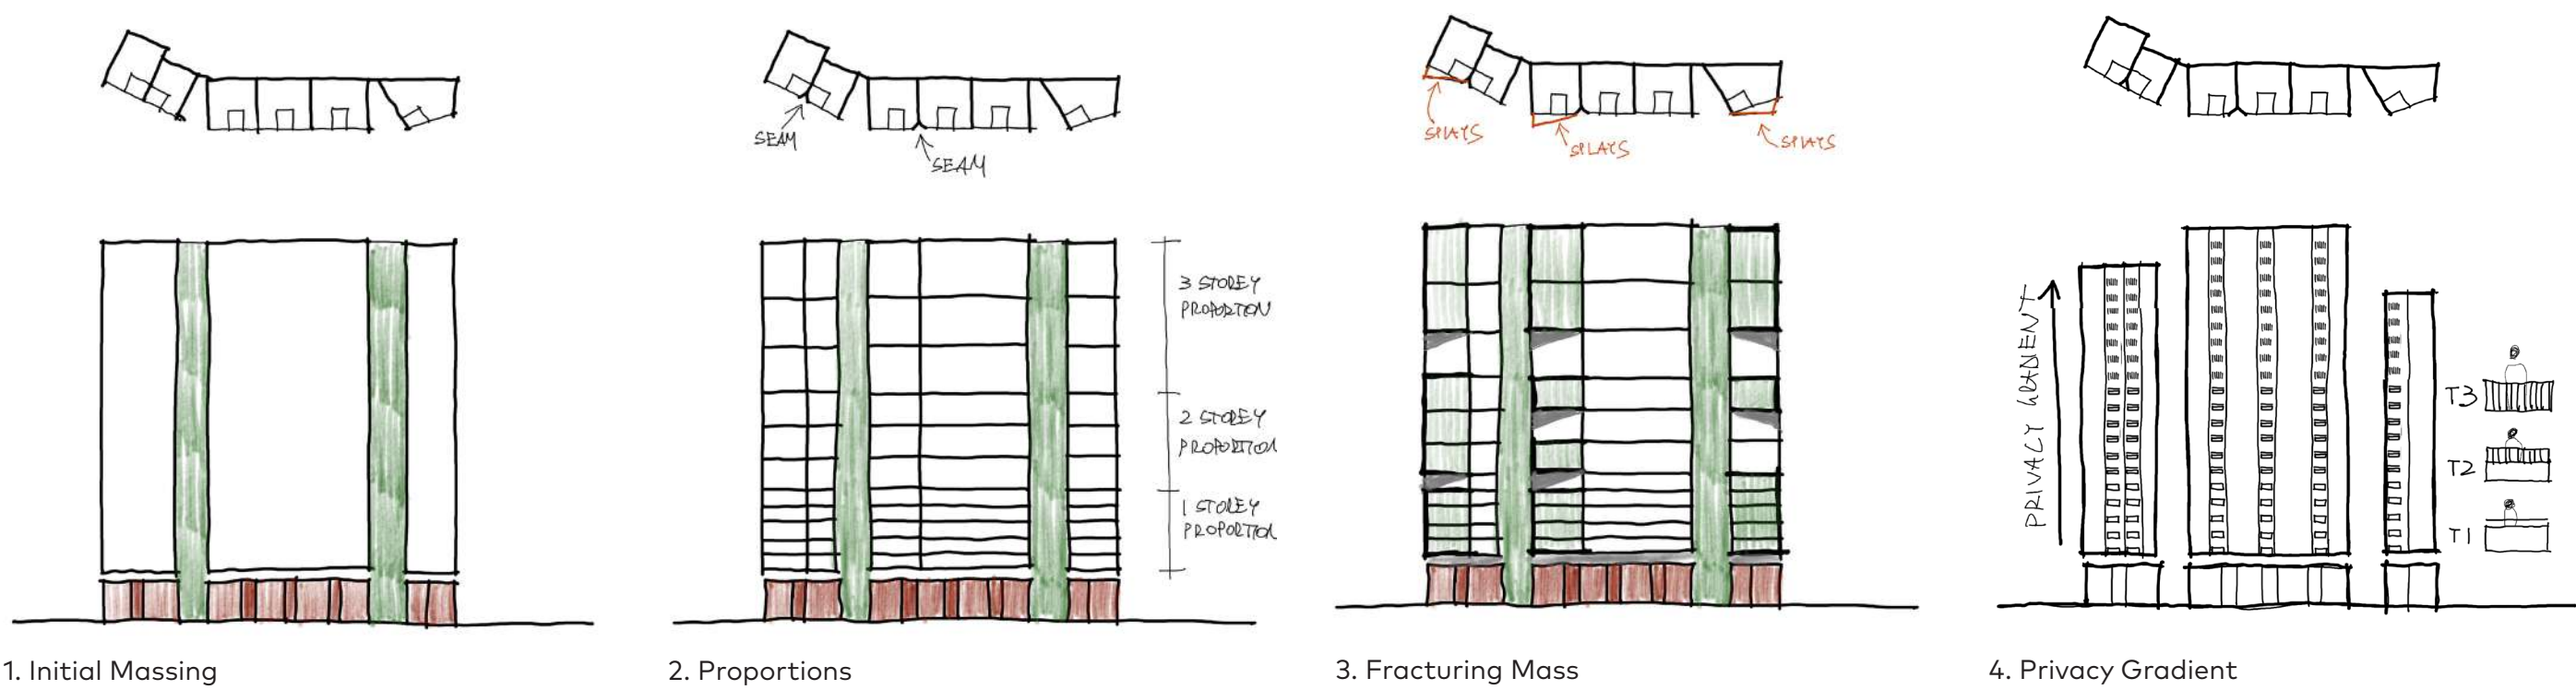 SEAM
SEAM
3 STOREY
PROPORTION
2 STOREY
PROPORTION
1 STOREY
PROPORTION
SPLAYS
SPLAYS
SPLAYS
PRIVACY GRADIENT
T3
T2
T1
1. Initial Massing
2. Proportions
3. Fracturing Mass
4. Privacy Gradient